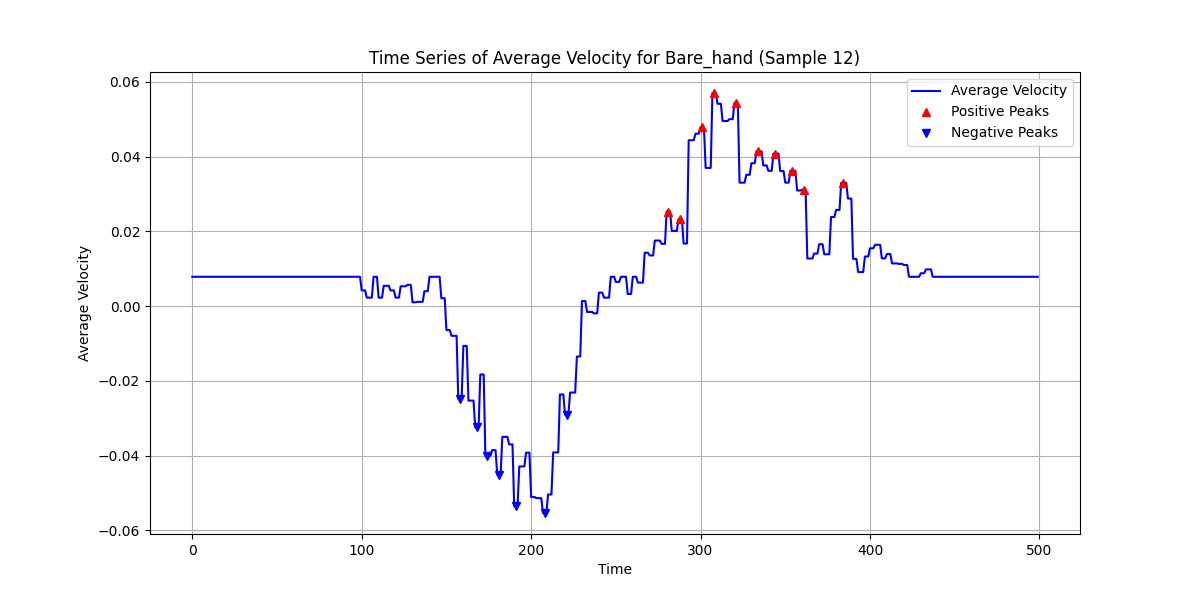 Time Series of Average Velocity for Bare_hand (Sample 12)
Average Velocity
Positive Peaks
Negative Peaks
0.06
0.04
0.02
0.00
−0.02
−0.04
−0.06
Average Velocity
0 100 200 300 400 500
Time